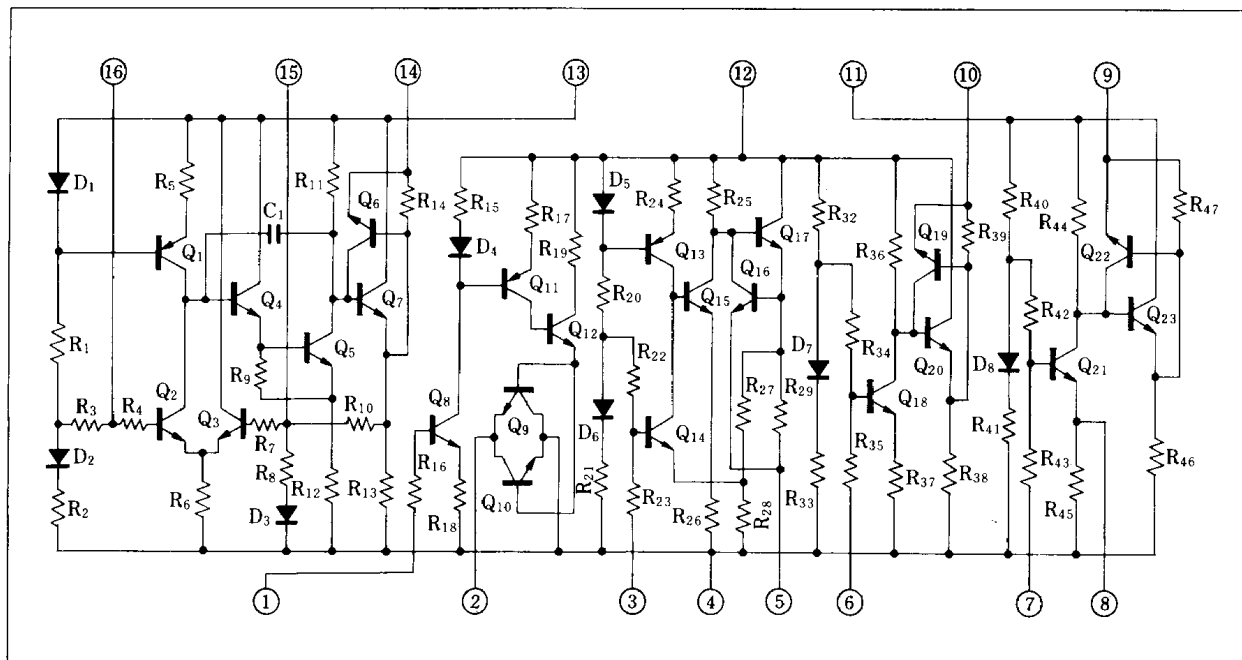 16 15 14 13 12 11 10 9
D1 R5 R11 C1 Q6 R14 R15 D4 R17 R19 D5 R24 R25 Q17 R32 R36 Q19 R39 R40 R44 Q22 R47
Q1 Q4 Q7 Q11 Q13 Q16 Q15 R20 R42 Q23
R1 Q5 Q12 R22 D7 R34 Q20 D8 Q21
R3 R4 Q2 Q3 R9 R7 R10 Q8 Q9 D6 Q14 R27 R29 Q18 R41
D2 R8 R16 R35 R43 R46
R2 R6 D3 R12 R13 R18 Q10 R21 R23 R26 R28 R33 R37 R38 R45
1 2 3 4 5 6 7 8